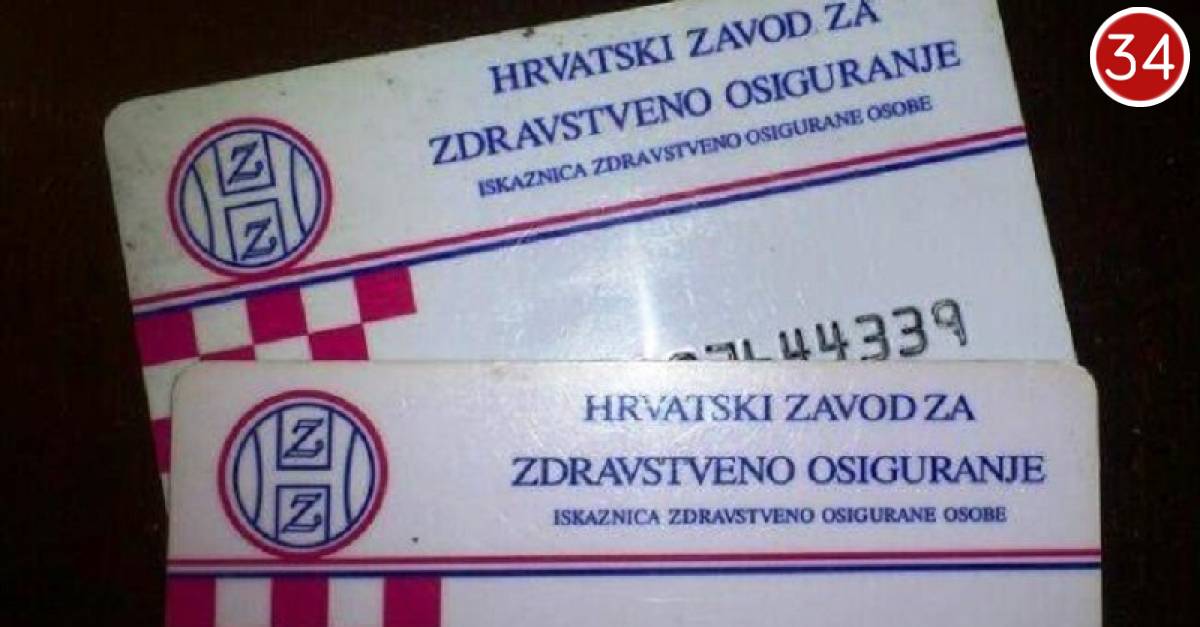 34
HRVATSKI ZAVOD ZA
ZDRAVSTVENO OSIGURANJE
ISKAZNICA ZDRAVSTVENO OSIGURANE OSOBE
Z
Z
44339
HRVATSKI ZAVOD ZA
ZDRAVSTVENO OSIGURANJE
ISKAZNICA ZDRAVSTVENO OSIGURANE OSOBE
Z
Z